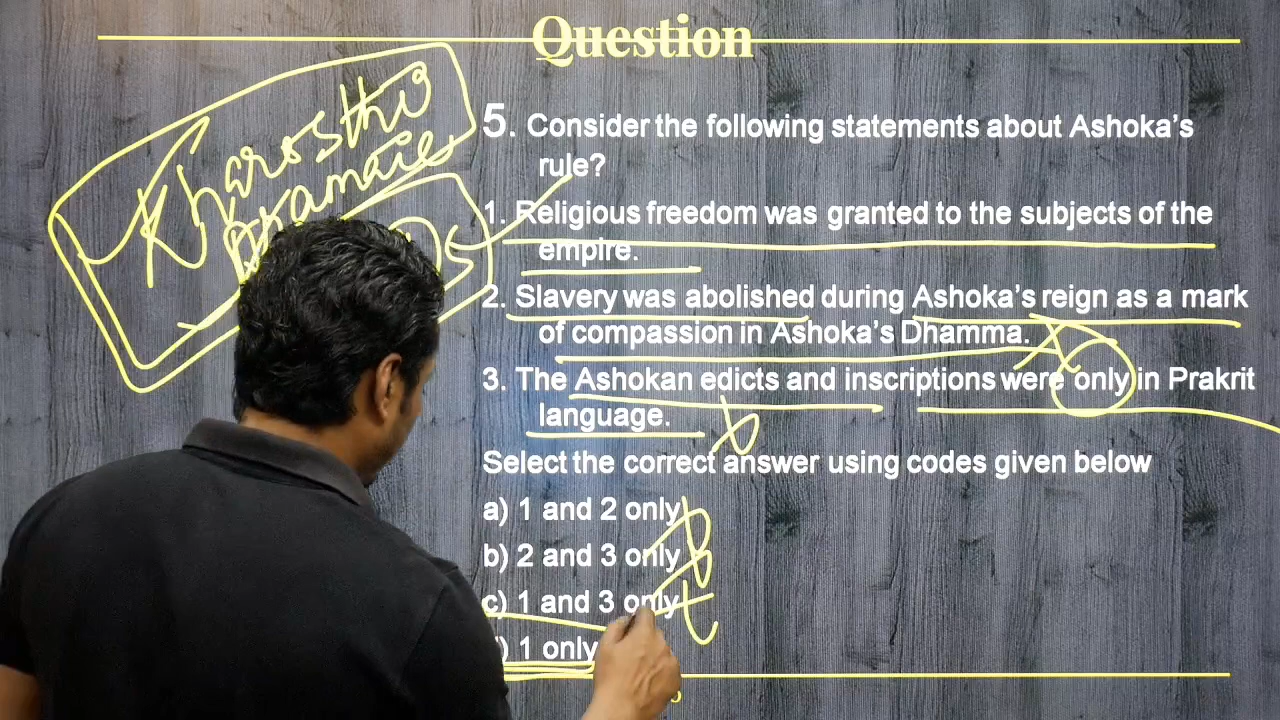 Question
Kharosthi
Bramaic
5. Consider the following statements about Ashoka's
rule?
1. Religious freedom was granted to the subjects of the
empire.
2. Slavery was abolished during Ashoka's reign as a mark
of compassion in Ashoka's Dhamma.
3. The Ashokan edicts and inscriptions were only in Prakrit
language.
Select the correct answer using codes given below
a) 1 and 2 only
b) 2 and 3 only
c) 1 and 3 only
) 1 only